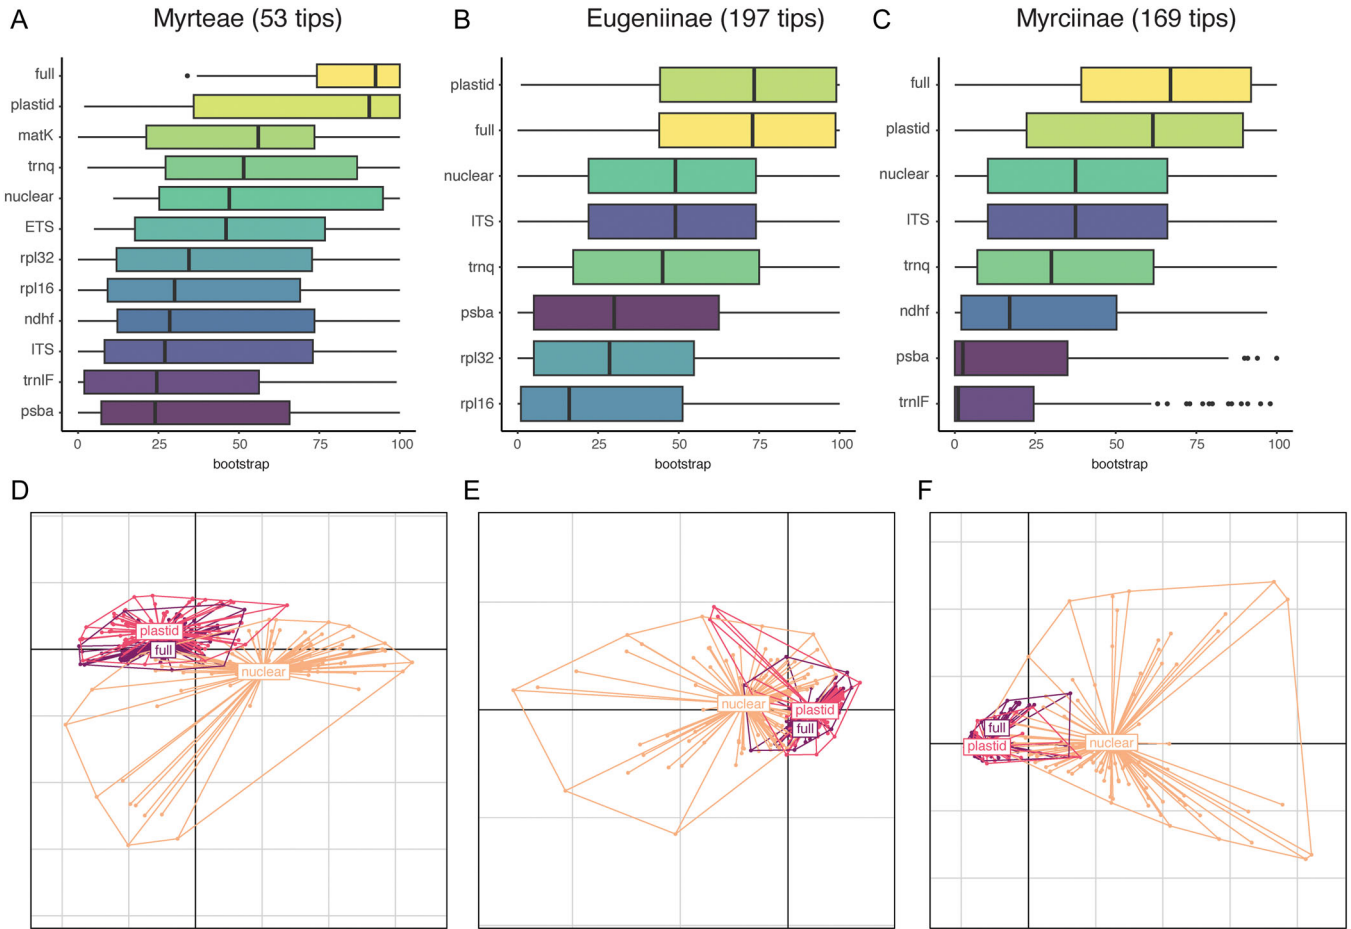 A
Myrteae (53 tips)
full
plastid
matK
trnq
nuclear
ETS
rpl32
rpl16
ndhf
ITS
trnlF
psba
0 25 50 75 100
bootstrap
B
Eugeniinae (197 tips)
plastid
full
nuclear
ITS
trnq
psba
rpl32
rpl16
0 25 50 75 100
bootstrap
C
Myrciinae (169 tips)
full
plastid
nuclear
ITS
trnq
ndhf
psba
trnlF
0 25 50 75 100
bootstrap
D
plastid
full
nuclear
E
nuclear
plastid
full
F
full
plastid
nuclear